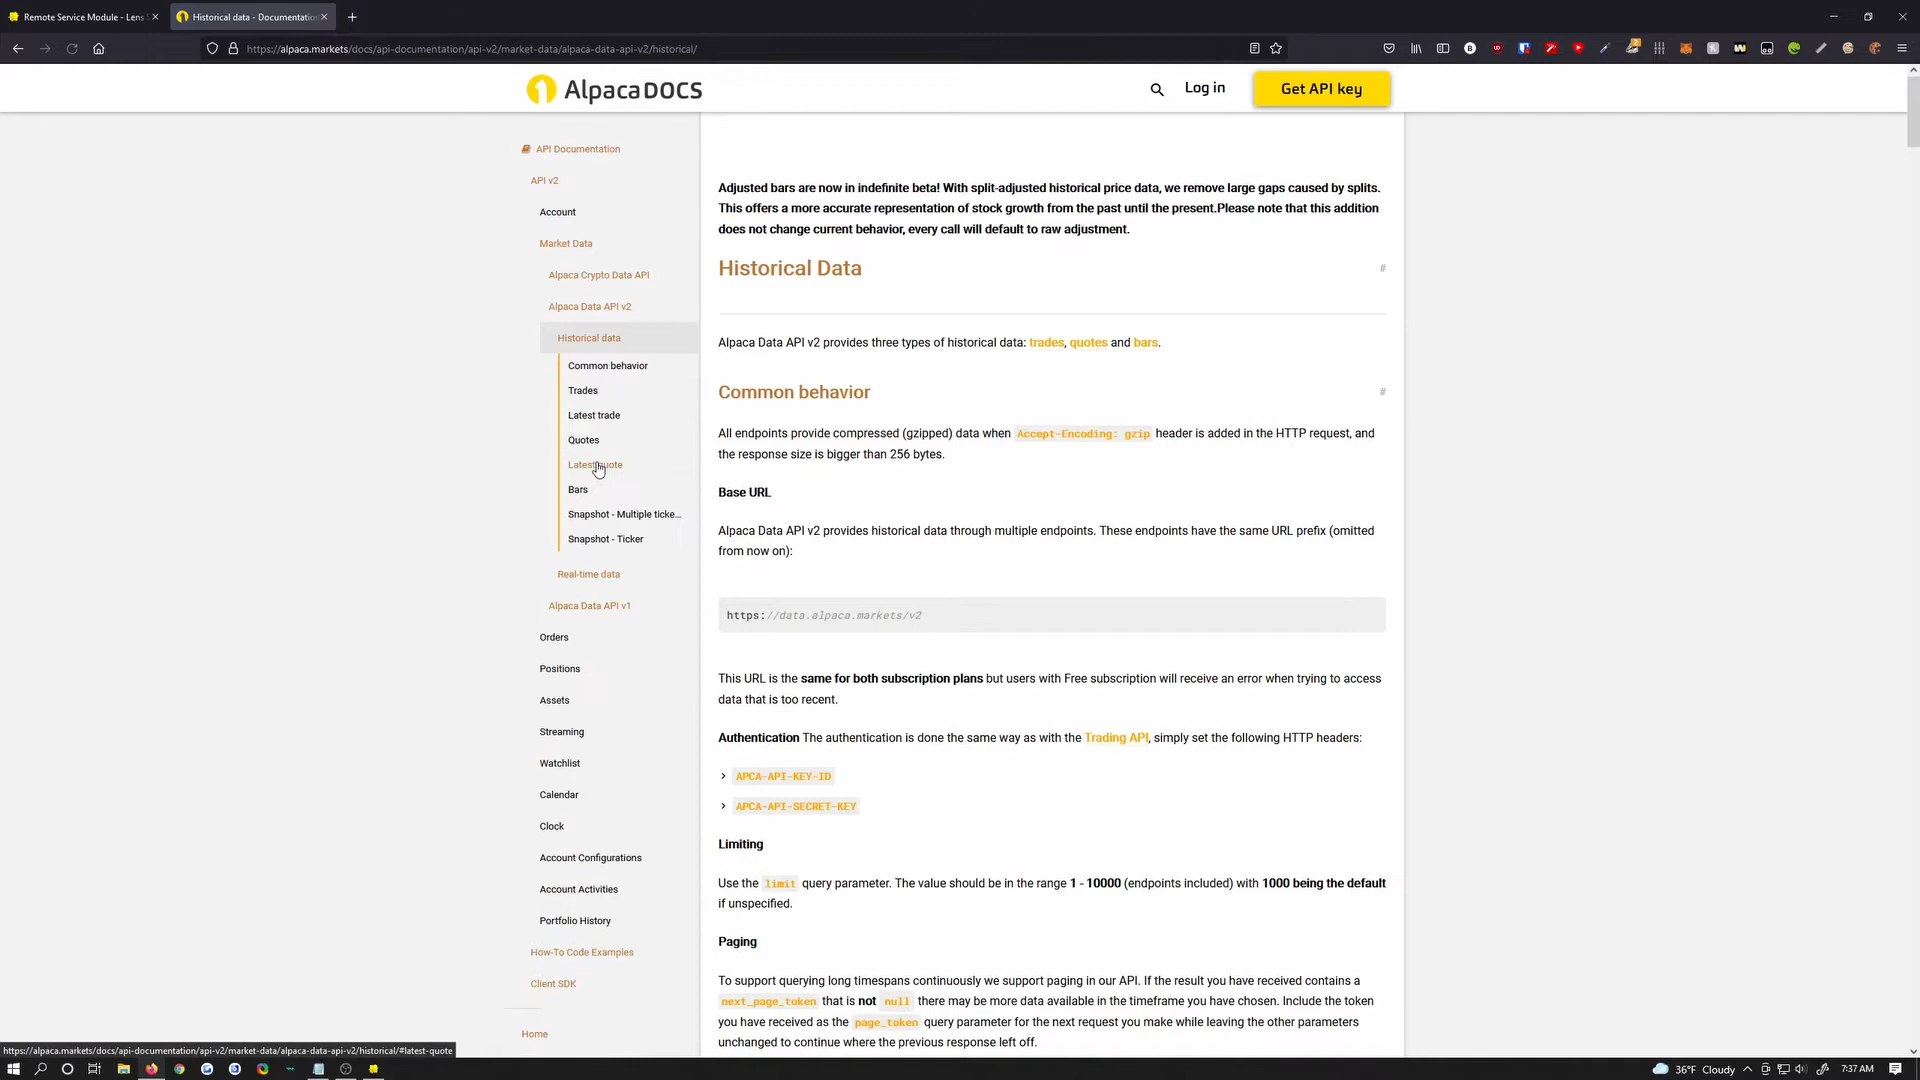 Remote Service Module - Lens
Historical data - Documentatio
https://alpaca.markets/docs/api-documentation/api-v2/market-data/alpaca-data-api-v2/historical/
AlpacaDOCS
Log in
Get API key
API Documentation
API v2
Account
Market Data
Alpaca Crypto Data API
Alpaca Data API v2
Historical data
Common behavior
Trades
Latest trade
Quotes
Latest quote
Bars
Snapshot - Multiple ticke...
Snapshot - Ticker
Real-time data
Alpaca Data API v1
Orders
Positions
Assets
Streaming
Watchlist
Calendar
Clock
Account Configurations
Account Activities
Portfolio History
How-To Code Examples
Client SDK
Home
Adjusted bars are now in indefinite beta! With split-adjusted historical price data, we remove large gaps caused by splits.
This offers a more accurate representation of stock growth from the past until the present.Please note that this addition
does not change current behavior, every call will default to raw adjustment.
Historical Data #
Alpaca Data API v2 provides three types of historical data: trades, quotes and bars.
Common behavior #
All endpoints provide compressed (gzipped) data when Accept-Encoding: gzip header is added in the HTTP request, and
the response size is bigger than 256 bytes.
Base URL
Alpaca Data API v2 provides historical data through multiple endpoints. These endpoints have the same URL prefix (omitted
from now on):
https://data.alpaca.markets/v2
This URL is the same for both subscription plans but users with Free subscription will receive an error when trying to access
data that is too recent.
Authentication The authentication is done the same way as with the Trading API, simply set the following HTTP headers:
APCA-API-KEY-ID
APCA-API-SECRET-KEY
Limiting
Use the limit query parameter. The value should be in the range 1 - 10000 (endpoints included) with 1000 being the default
if unspecified.
Paging
To support querying long timespans continuously we support paging in our API. If the result you have received contains a
next_page_token that is not null there may be more data available in the timeframe you have chosen. Include the token
you have received as the page_token query parameter for the next request you make while leaving the other parameters
unchanged to continue where the previous response left off.
https://alpaca.markets/docs/api-documentation/api-v2/market-data/alpaca-data-api-v2/historical/#latest-quote
36°F Cloudy
7:37 AM